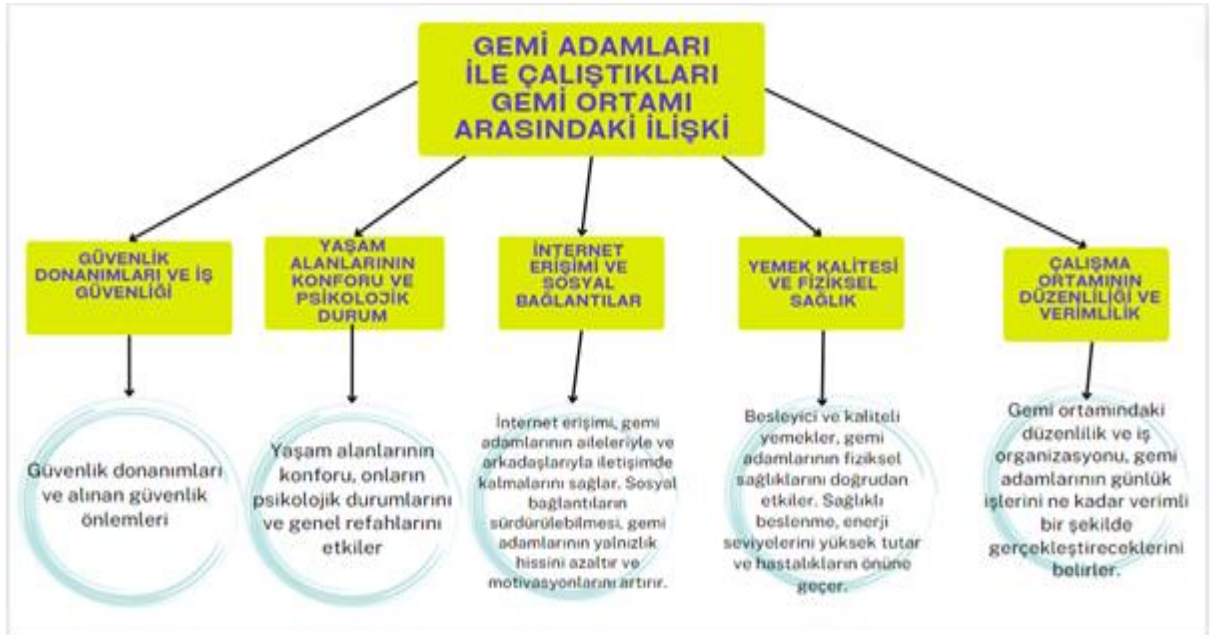 GEMİ ADAMLARI
İLE ÇALIŞTIKLARI
GEMİ ORTAMI
ARASINDAKİ İLİŞKİ
GÜVENLİK
DONANIMLARI VE İŞ
GÜVENLİĞİ
YAŞAM
ALANLARININ
KONFORU VE
PSİKOLOJİK
DURUM
İNTERNET
ERİŞİMİ VE
SOSYAL
BAĞLANTILAR
YEMEK KALİTESİ
VE FİZİKSEL
SAĞLIK
ÇALIŞMA
ORTAMININ
DÜZENLİLİĞİ VE
VERİMLİLİK
Güvenlik donanımları
ve alınan güvenlik
önlemleri
Yaşam alanlarının
konforu, onların
psikolojik durumlarını
ve genel refahlarını
etkiler
İnternet erişimi, gemi
adamlarının aileleriyle ve
arkadaşlarıyla iletişimde
kalmalarını sağlar. Sosyal
bağlantıların
sürdürülebilmesi, gemi
adamlarının yalnızlık
hissini azaltır ve
motivasyonlarını artırır.
Besleyici ve kaliteli
yemekler, gemi
adamlarının fiziksel
sağlıklarını doğrudan
etkiler. Sağlıklı
beslenme, enerji
seviyelerini yüksek tutar
ve hastalıkların önüne
geçer.
Gemi ortamındaki
düzenlilik ve iş
organizasyonu, gemi
adamlarının günlük
işlerini ne kadar verimli
bir şekilde
gerçekleştireceklerini
belirler.